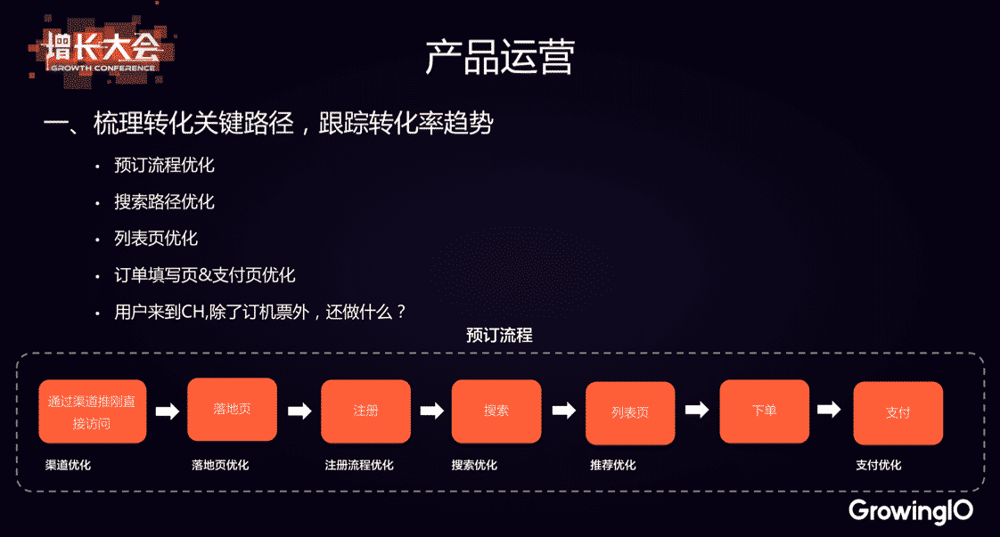 增长大会
GROWTH CONFERENCE
产品运营
一、梳理转化关键路径，跟踪转化率趋势
• 预订流程优化
• 搜索路径优化
• 列表页优化
• 订单填写页&支付页优化
• 用户来到CH,除了订机票外，还做什么？
预订流程
通过渠道推刚直
接访问
落地页
注册
搜索
列表页
下单
支付
渠道优化
落地页优化
注册流程优化
搜索优化
推荐优化
支付优化
GrowingIO